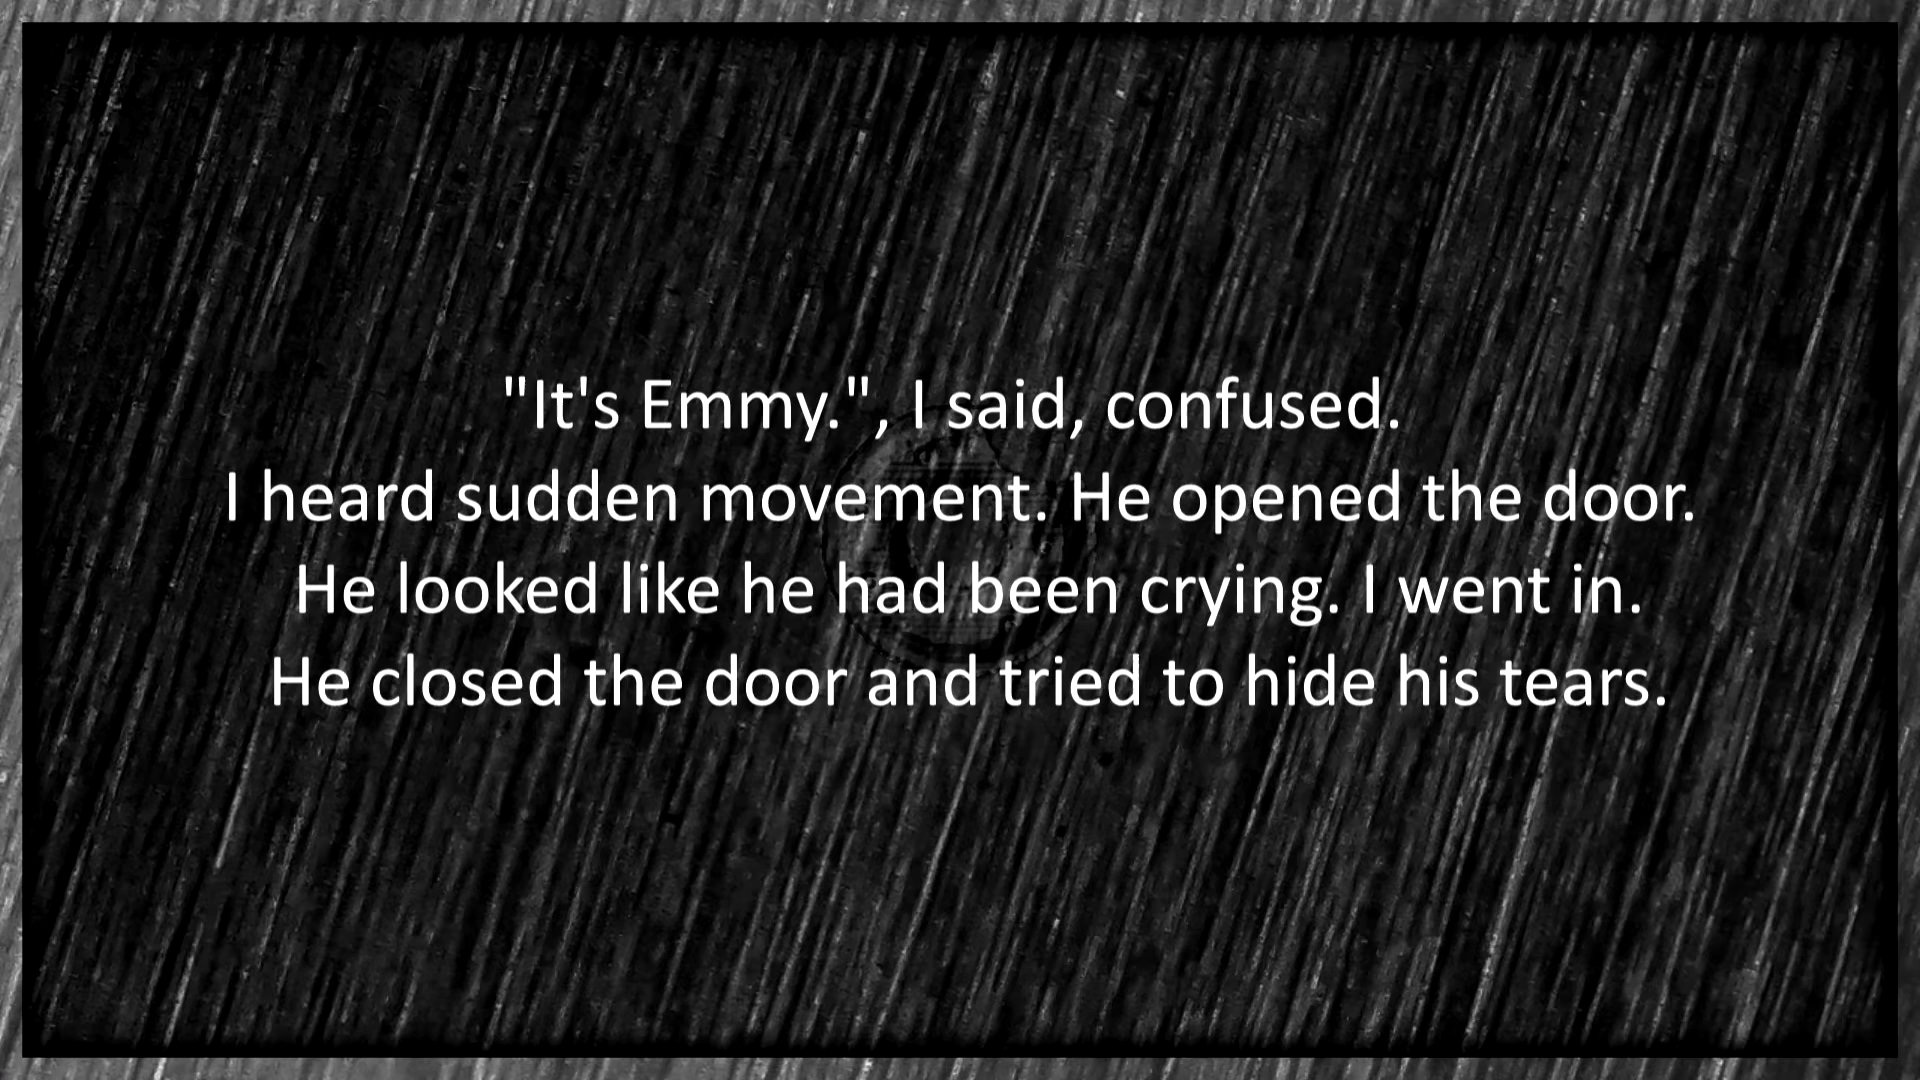 "It's Emmy.", I said, confused.
I heard sudden movement. He opened the door.
He looked like he had been crying. I went in.
He closed the door and tried to hide his tears.